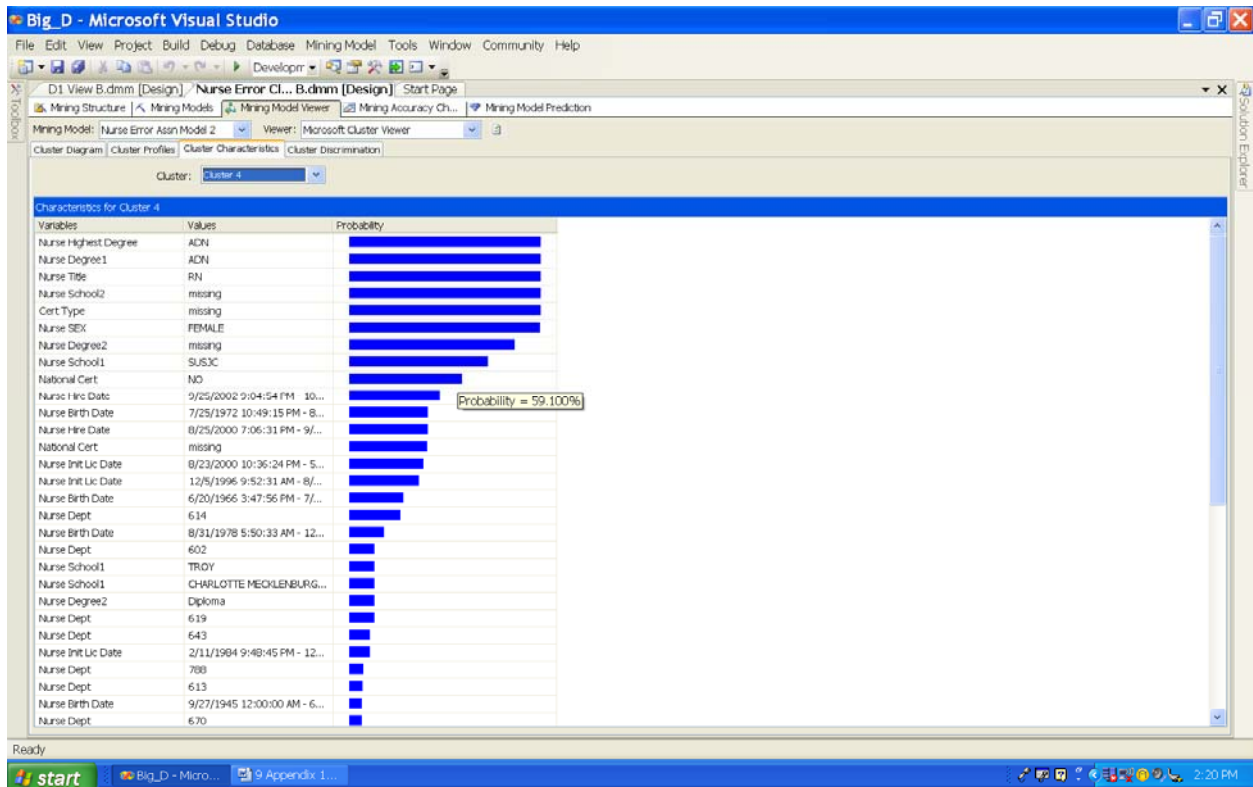 Big_D - Microsoft Visual Studio
File Edit View Project Build Debug Database Mining Model Tools Window Community Help
Developr
D1 View B.dmm [Design] Nurse Error Cl... B.dmm [Design] Start Page
Mining Structure Mining Models Mining Model Viewer Mining Accuracy Ch... Mining Model Prediction
Mining Model: Nurse Error Assn Model 2 Viewer: Microsoft Cluster Viewer
Cluster Diagram Cluster Profiles Cluster Characteristics Cluster Discrimination
Cluster: Cluster 4
Characteristics for Cluster 4
Variables Values Probability
Nurse Highest Degree ADN
Nurse Degree1 ADN
Nurse Title RN
Nurse School2 missing
Cert Type missing
Nurse SEX FEMALE
Nurse Degree2 missing
Nurse School1 SUSJC
National Cert NO
Nurse Hire Date 9/25/2002 9:04:54 PM - 10...
Probability = 59.100%
Nurse Birth Date 7/25/1972 10:49:15 PM - 8...
Nurse Hire Date 8/25/2000 7:06:31 PM - 9/...
National Cert missing
Nurse Init Lic Date 8/23/2000 10:36:24 PM - 5...
Nurse Init Lic Date 12/5/1996 9:52:31 AM - 8/...
Nurse Birth Date 6/20/1966 3:47:56 PM - 7/...
Nurse Dept 614
Nurse Birth Date 8/31/1978 5:50:33 AM - 12...
Nurse Dept 602
Nurse School1 TROY
Nurse School1 CHARLOTTE MECKLENBURG...
Nurse Degree2 Diploma
Nurse Dept 619
Nurse Dept 643
Nurse Init Lic Date 2/11/1984 9:48:45 PM - 12...
Nurse Dept 788
Nurse Dept 613
Nurse Birth Date 9/27/1945 12:00:00 AM - 6...
Nurse Dept 670
Toolbox
Solution Explorer
Ready
start Big_D - Micro... 9 Appendix 1... 2:20 PM